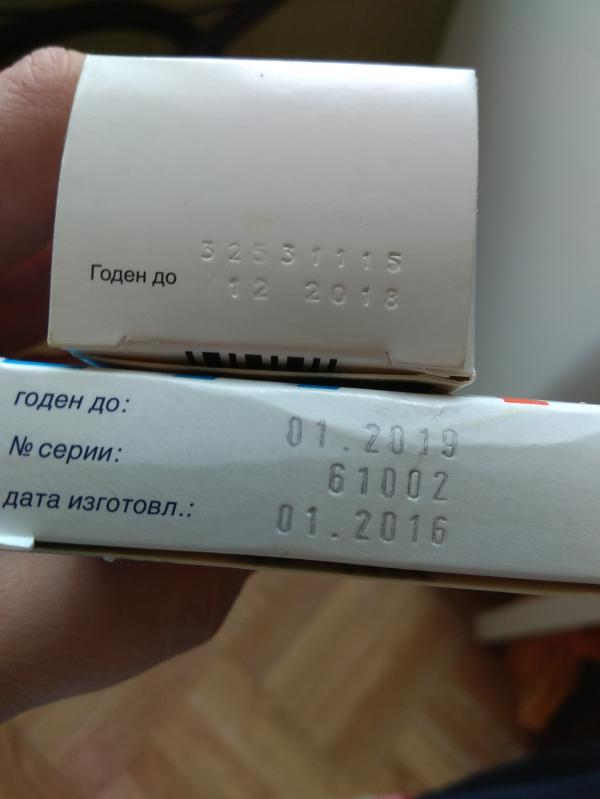 32531115
Годен до 12 2018
годен до: 01.2019
№ серии: 61002
дата изготовл.: 01.2016